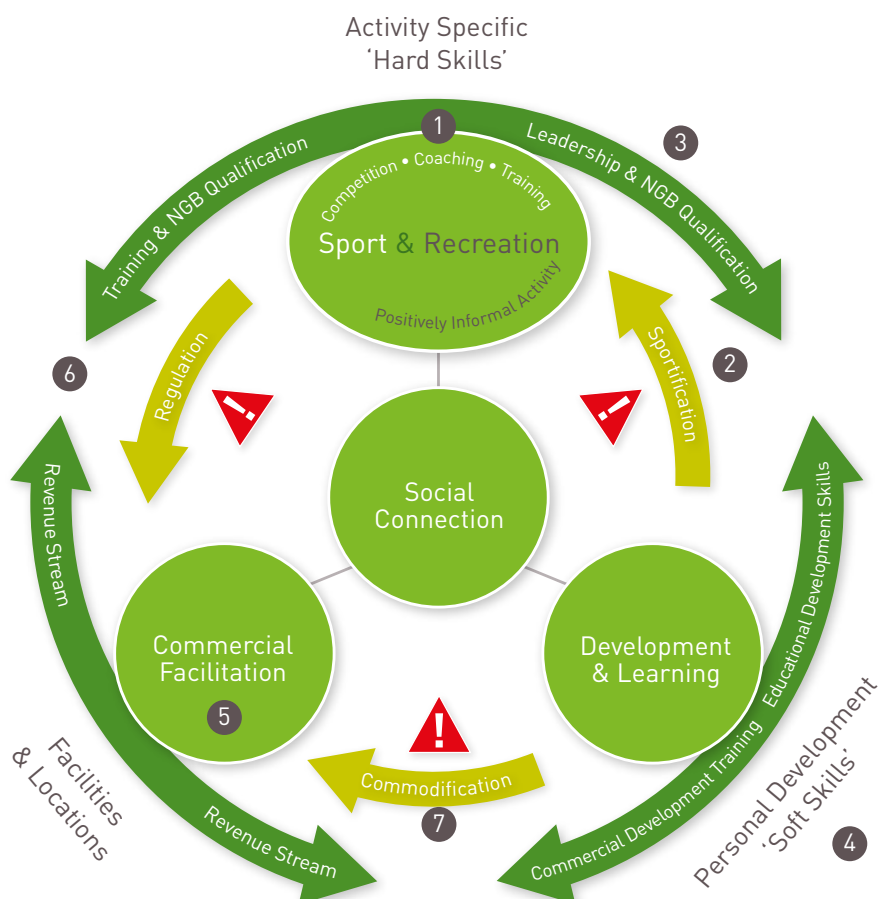 Activity Specific
‘Hard Skills’
1
Training & NGB Qualification
Leadership & NGB Qualification
3
Competition • Coaching • Training
Sport & Recreation
Positively Informal Activity
6
Regulation
!
!
Sportification
2
Social
Connection
Revenue Stream
Educational Development Skills
Commercial
Facilitation
5
Development
& Learning
!
Commodification
7
Facilities
& Locations
Revenue Stream
Commercial Development Training
Personal Development
‘Soft Skills’
4